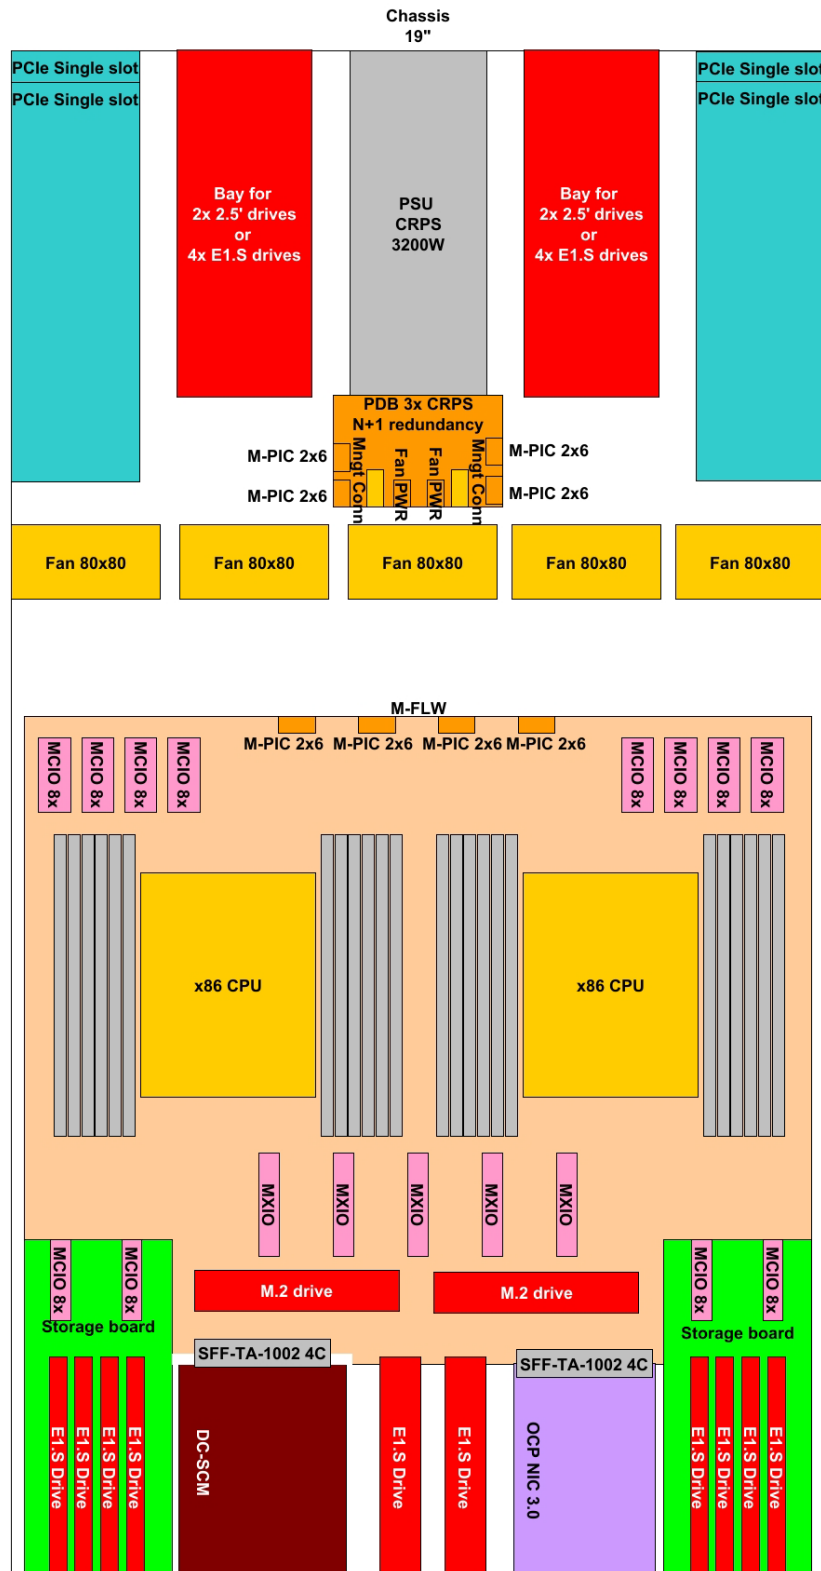 Chassis
19"
PCIe Single slot
PCIe Single slot
PCIe Single slot
PCIe Single slot
Bay for
2x 2.5' drives
or
4x E1.S drives
PSU
CRPS
3200W
Bay for
2x 2.5' drives
or
4x E1.S drives
PDB 3x CRPS
N+1 redundancy
M-PIC 2x6
M-PIC 2x6
Mngt Conn
Fan PWR
Fan PWR
Mngt Conn
M-PIC 2x6
M-PIC 2x6
Fan 80x80
Fan 80x80
Fan 80x80
Fan 80x80
Fan 80x80
M-FLW
M-PIC 2x6
M-PIC 2x6
M-PIC 2x6
M-PIC 2x6
MCIO 8x
MCIO 8x
MCIO 8x
MCIO 8x
MCIO 8x
MCIO 8x
MCIO 8x
MCIO 8x
x86 CPU
x86 CPU
MXIO
MXIO
MXIO
MXIO
MXIO
MCIO 8x
MCIO 8x
MCIO 8x
MCIO 8x
M.2 drive
M.2 drive
Storage board
Storage board
SFF-TA-1002 4C
SFF-TA-1002 4C
E1.S Drive
E1.S Drive
E1.S Drive
E1.S Drive
DC-SCM
E1.S Drive
E1.S Drive
OCP NIC 3.0
E1.S Drive
E1.S Drive
E1.S Drive
E1.S Drive